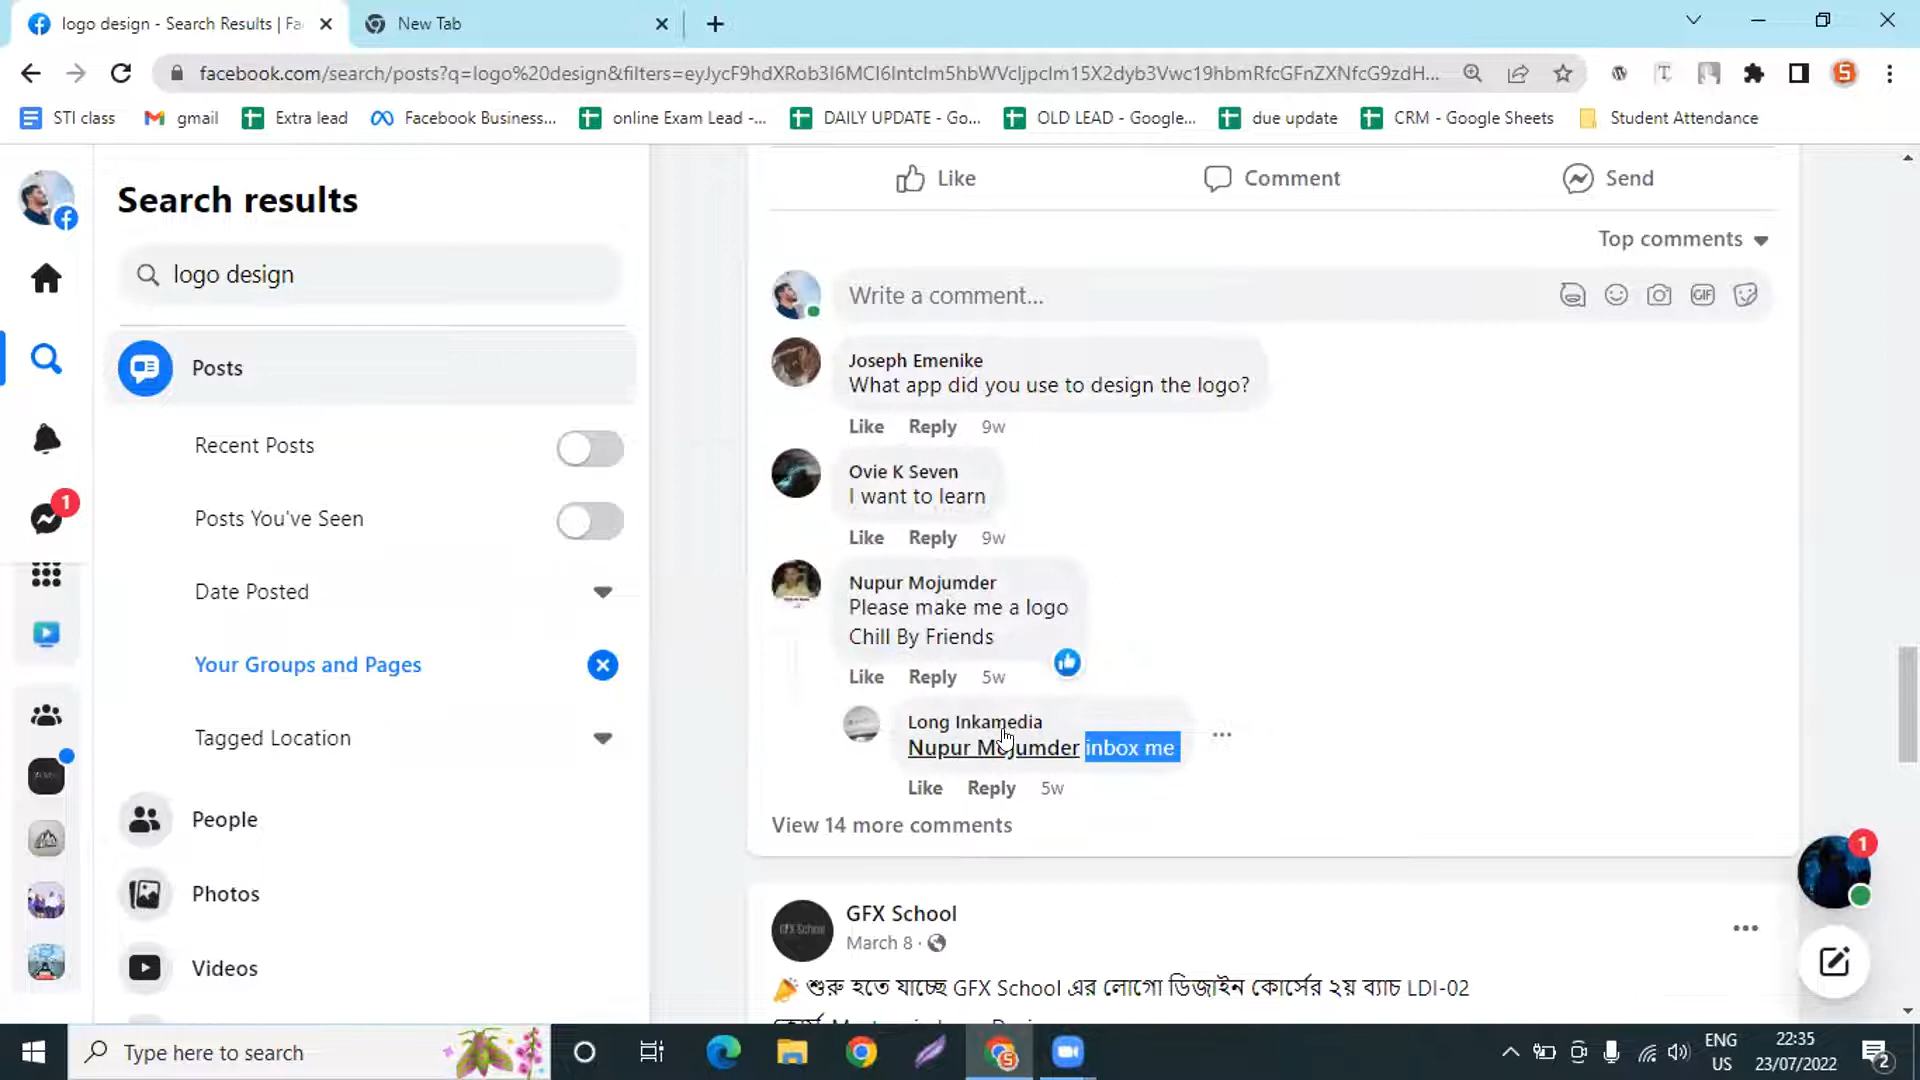 logo design - Search Results | Fa
New Tab
facebook.com/search/posts?q=logo%20design&filters=eyJycF9hdXRob3I6MCI6Intclm5hbWVcIjpclm15X2dyb3Vwc19hbmRfcGFnZXNfcG9zdH...
STI class
gmail
Extra lead
Facebook Business...
online Exam Lead -...
DAILY UPDATE - Go...
OLD LEAD - Google...
due update
CRM - Google Sheets
Student Attendance
Search results
logo design
Posts
Recent Posts
Posts You've Seen
Date Posted
Your Groups and Pages
Tagged Location
People
Photos
Videos
1
Like
Comment
Send
Top comments
Write a comment...
GIF
Joseph Emenike
What app did you use to design the logo?
Like Reply 9w
Ovie K Seven
I want to learn
Like Reply 9w
Nupur Mojumder
Please make me a logo
Chill By Friends
Like Reply 5w
Long Inkamedia
Nupur Mojumder inbox me
Like Reply 5w
View 14 more comments
GFX School
GFX School
March 8 ·
শুরু হতে যাচ্ছে GFX School এর লোগো ডিজাইন কোর্সের ২য় ব্যাচ LDI-02
1
Type here to search
ENG
US
22:35
23/07/2022
2